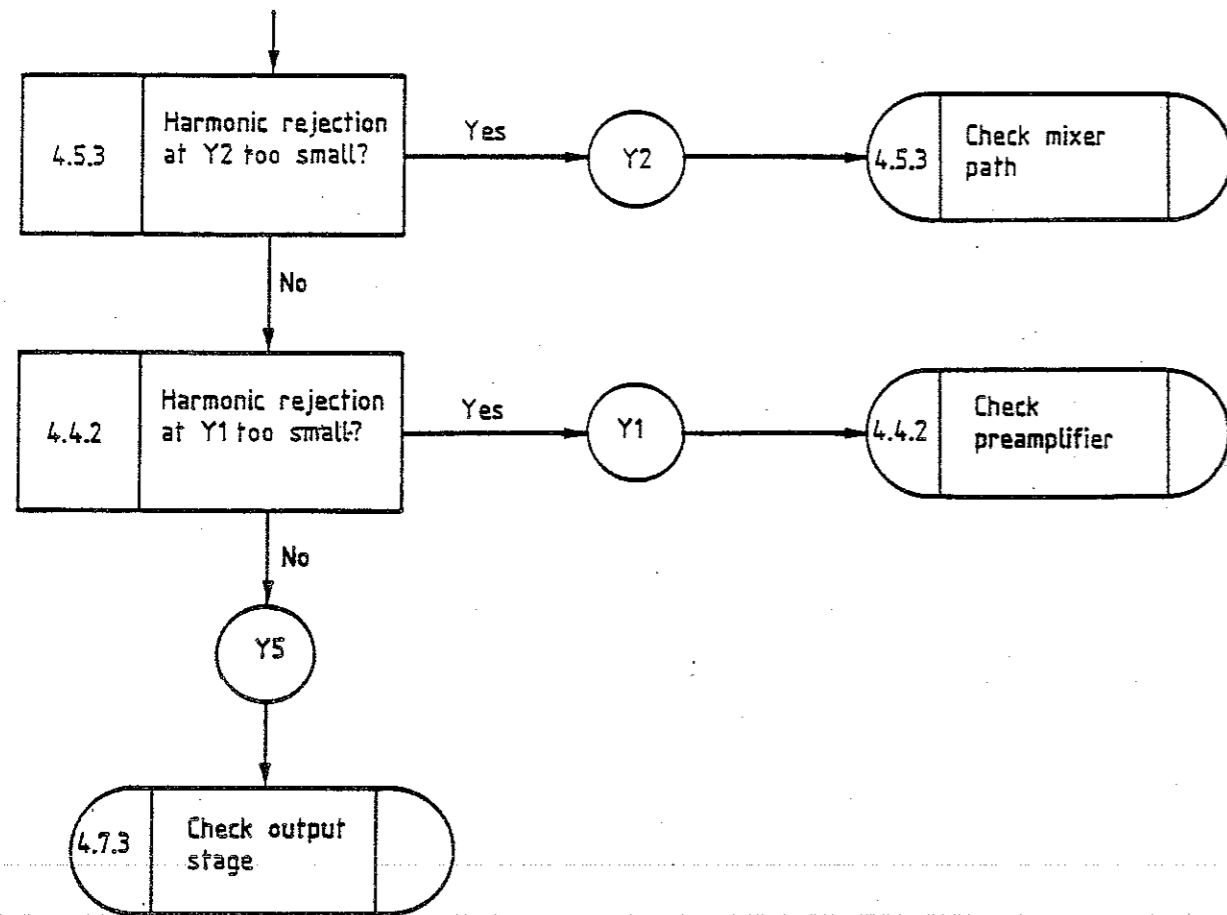 4.5.3
Harmonic rejection
at Y2 too small?
Yes
Y2
4.5.3
Check mixer
path
No
4.4.2
Harmonic rejection
at Y1 too small?
Yes
Y1
4.4.2
Check
preamplifier
No
Y5
4.7.3
Check output
stage